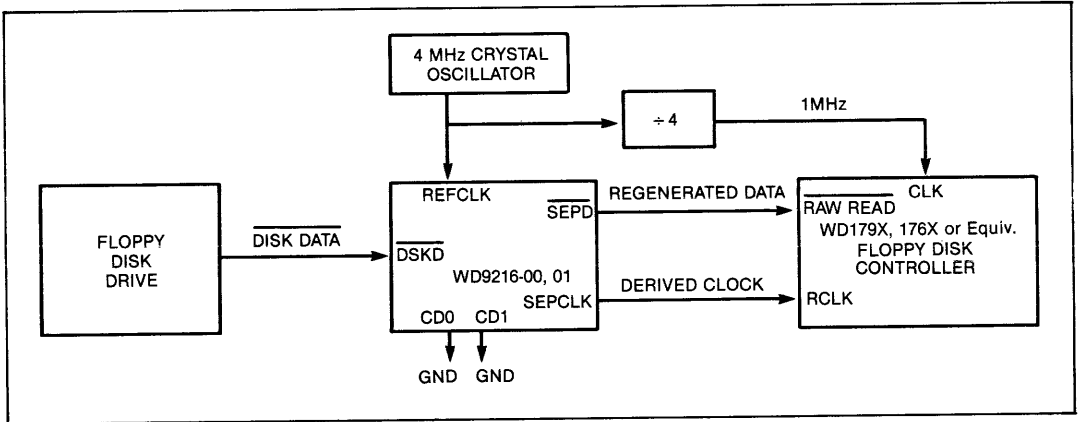 4 MHz CRYSTAL
OSCILLATOR
÷4
1MHz
FLOPPY
DISK
DRIVE
DISK DATA
REFCLK
SEPD
DSKD
WD9216-00, 01
SEPCLK
CD0 CD1
GND GND
REGENERATED DATA
DERIVED CLOCK
CLK
RAW READ
WD179X, 176X or Equiv.
FLOPPY DISK
CONTROLLER
RCLK